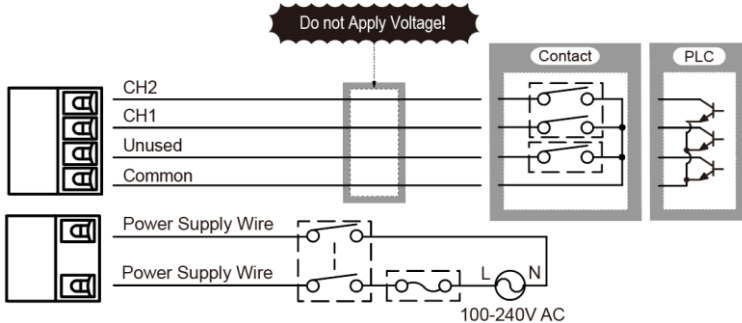 Do not Apply Voltage!
Contact
PLC
CH2
CH1
Unused
Common
Power Supply Wire
Power Supply Wire
L
N
100-240V AC